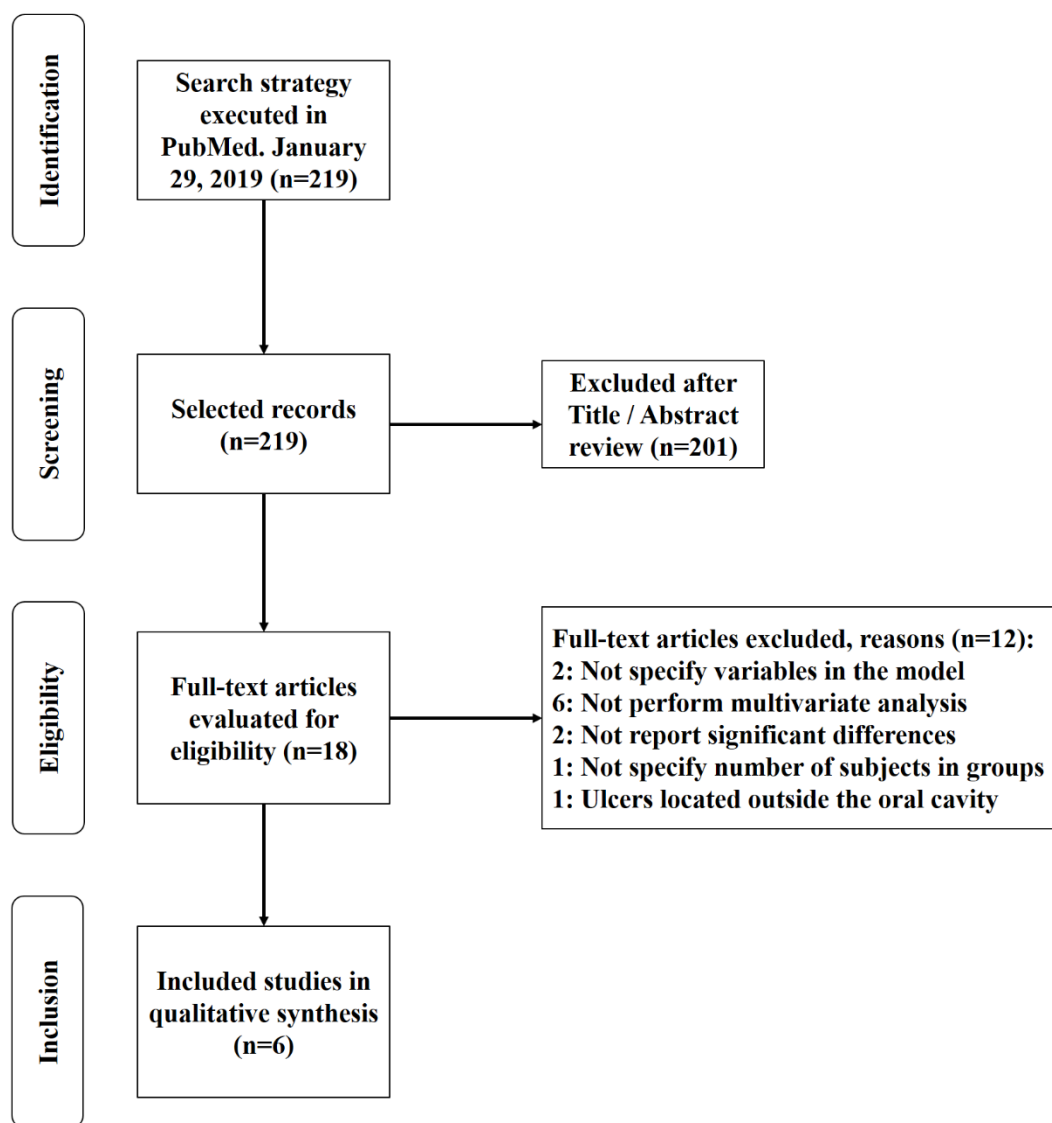 Identification
Search strategy
executed in
PubMed. January
29, 2019 (n=219)
Screening
Selected records
(n=219)
Excluded after
Title / Abstract
review (n=201)
Eligibility
Full-text articles
evaluated for
eligibility (n=18)
Full-text articles excluded, reasons (n=12):
2: Not specify variables in the model
6: Not perform multivariate analysis
2: Not report significant differences
1: Not specify number of subjects in groups
1: Ulcers located outside the oral cavity
Inclusion
Included studies in
qualitative synthesis
(n=6)